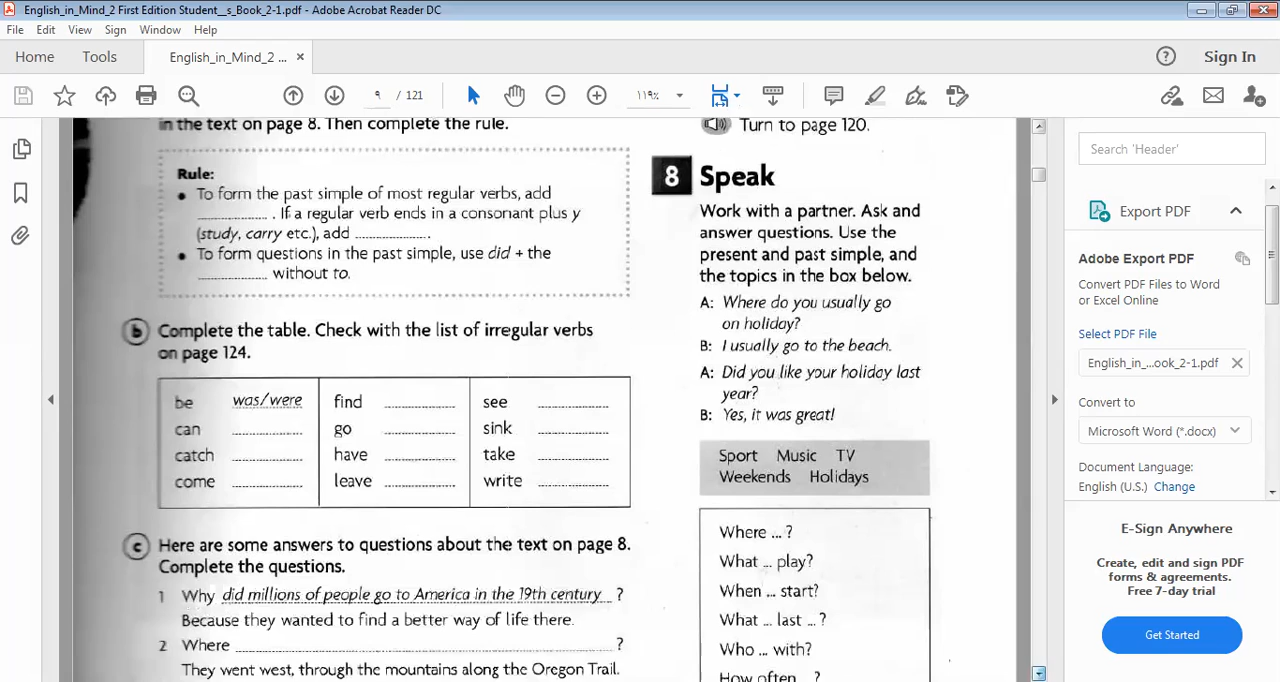 English_in_Mind_2 First Edition Student__s_Book_2-1.pdf - Adobe Acrobat Reader DC
File Edit View Sign Window Help
Home Tools English_in_Mind_2 ... × Sign In
٩ / 121 ١١٩%
in the text on page 8. Then complete the rule.
Rule:
• To form the past simple of most regular verbs, add
. If a regular verb ends in a consonant plus y
(study, carry etc.), add .
• To form questions in the past simple, use did + the
without to.
b Complete the table. Check with the list of irregular verbs
on page 124.
be was/were find see
can go sink
catch have take
come leave write
c Here are some answers to questions about the text on page 8.
Complete the questions.
1 Why did millions of people go to America in the 19th century ?
Because they wanted to find a better way of life there.
2 Where ?
They went west, through the mountains along the Oregon Trail.
Turn to page 120.
8 Speak
Work with a partner. Ask and
answer questions. Use the
present and past simple, and
the topics in the box below.
A: Where do you usually go
on holiday?
B: I usually go to the beach.
A: Did you like your holiday last
year?
B: Yes, it was great!
Sport Music TV
Weekends Holidays
Where ... ?
What ... play?
When ... start?
What ... last ... ?
Who ... with?
How often ... ?
Search 'Header'
Export PDF
Adobe Export PDF
Convert PDF Files to Word
or Excel Online
Select PDF File
English_in_...ook_2-1.pdf ×
Convert to
Microsoft Word (*.docx)
Document Language:
English (U.S.) Change
E-Sign Anywhere
Create, edit and sign PDF
forms & agreements.
Free 7-day trial
Get Started